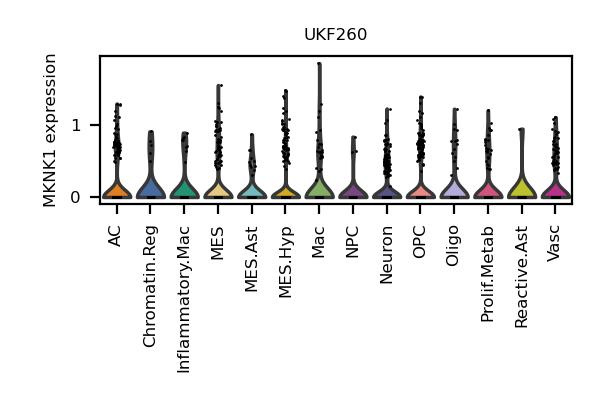 UKF260
MKNK1 expression
1
0
AC
Chromatin.Reg
Inflammatory.Mac
MES
MES.Ast
MES.Hyp
Mac
NPC
Neuron
OPC
Oligo
Prolif.Metab
Reactive.Ast
Vasc